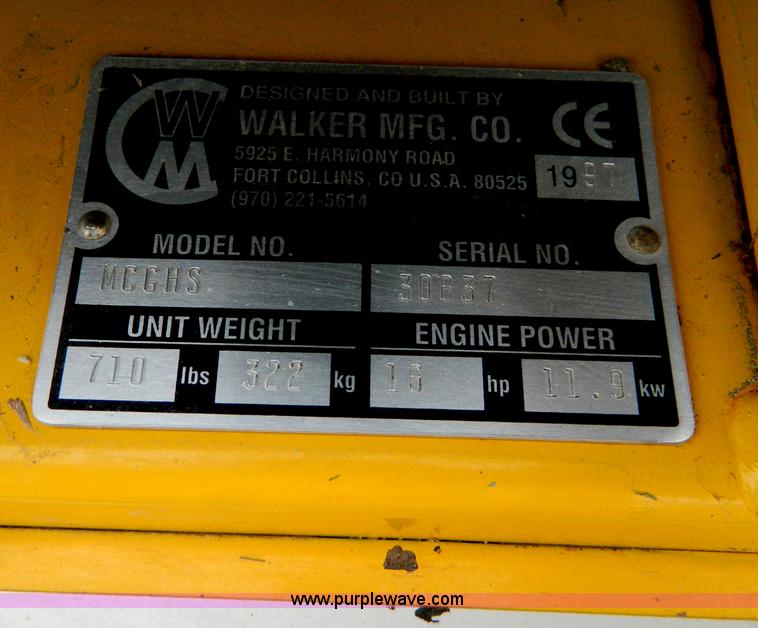 WM
DESIGNED AND BUILT BY
WALKER MFG. CO.
5925 E. HARMONY ROAD
FORT COLLINS, CO U.S.A. 80525
(970) 221-5614
CE
1997
MODEL NO. SERIAL NO.
MCGHS 30837
UNIT WEIGHT ENGINE POWER
710 lbs 322 kg 16 hp 11.9 kw
www.purplewave.com